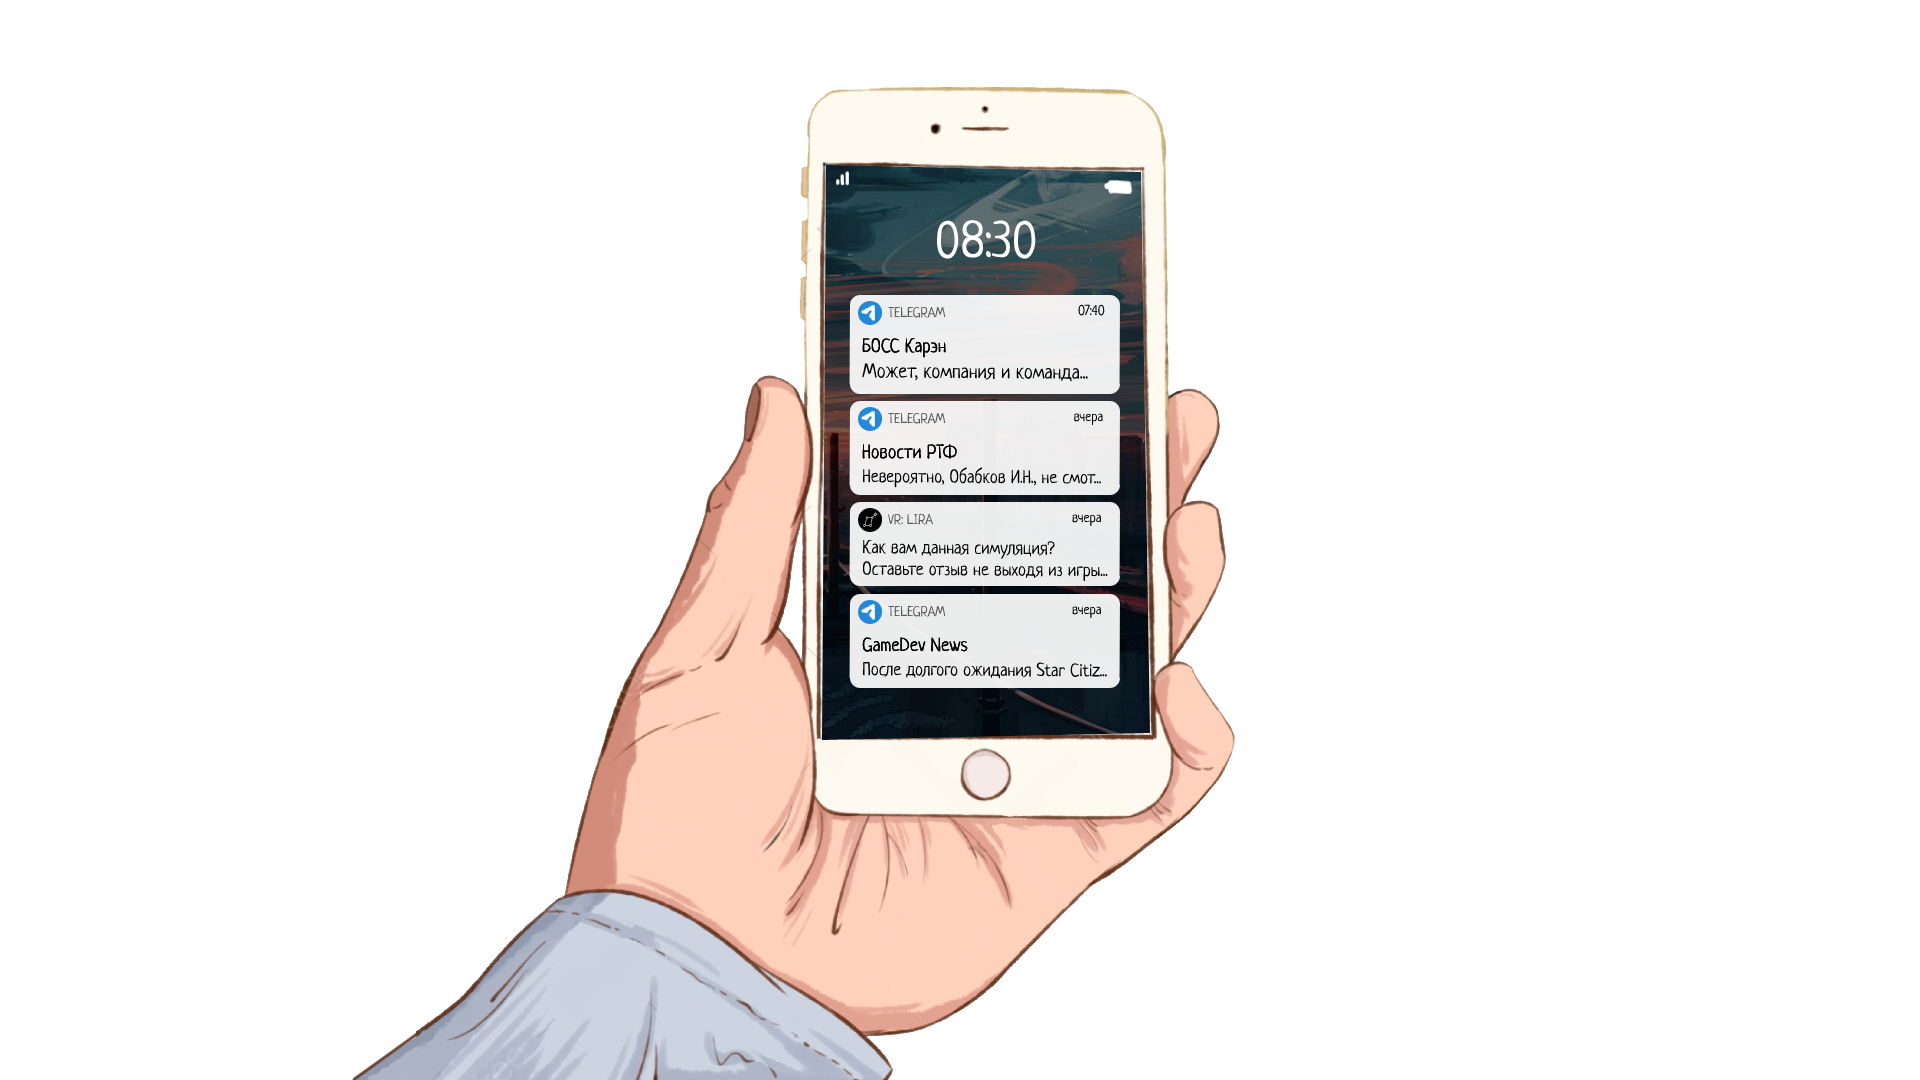 08:30
TELEGRAM 07:40
БОСС Карэн
Может, компания и команда...
TELEGRAM вчера
Новости РТФ
Невероятно, Обабков И.Н., не смот...
VR: LIRA вчера
Как вам данная симуляция?
Оставьте отзыв не выходя из игры...
TELEGRAM вчера
GameDev News
После долгого ожидания Star Citiz...